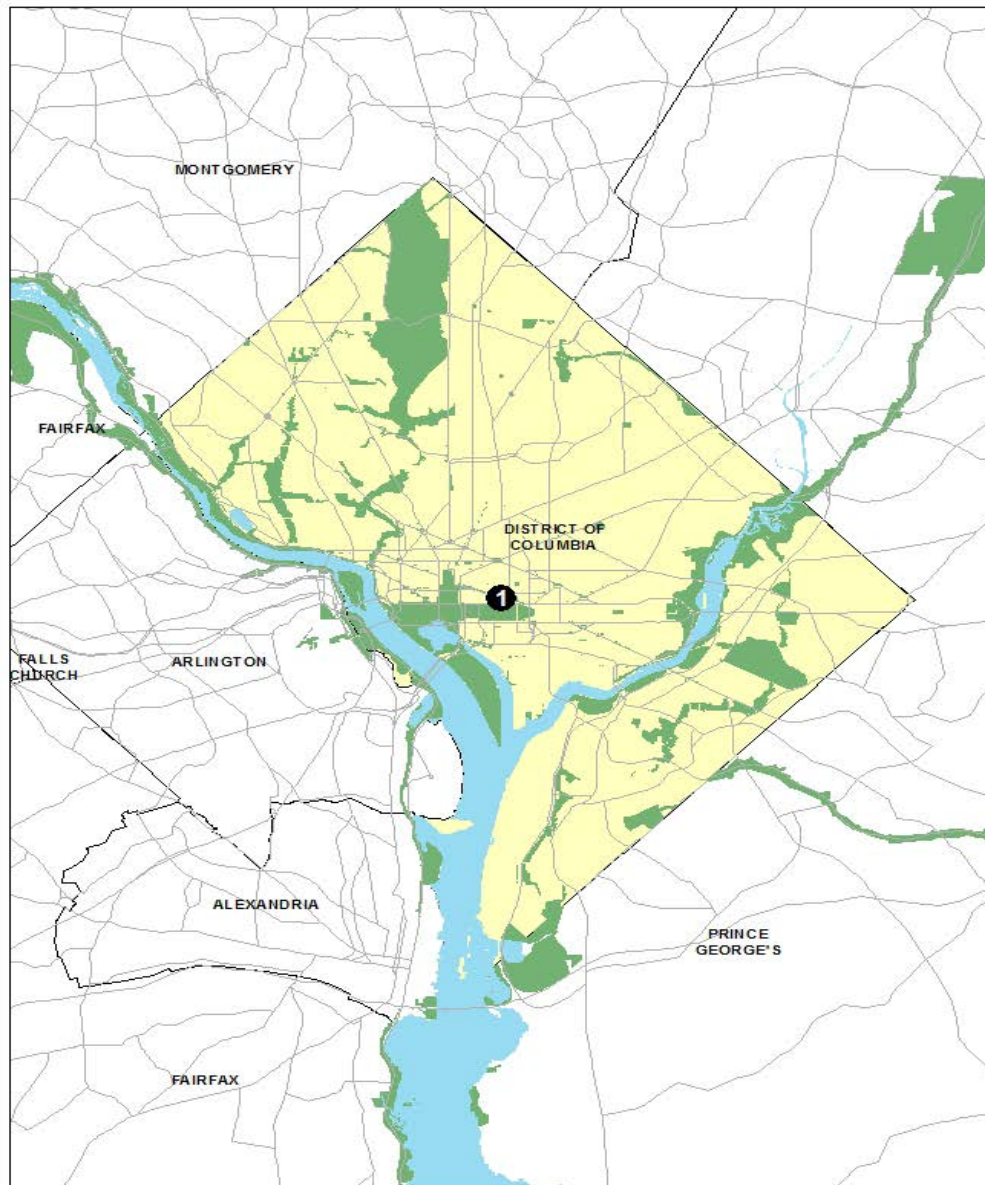 MONTGOMERY
FAIRFAX
DISTRICT OF
COLUMBIA
1
FALLS
CHURCH
ARLINGTON
ALEXANDRIA
PRINCE
GEORGE'S
FAIRFAX